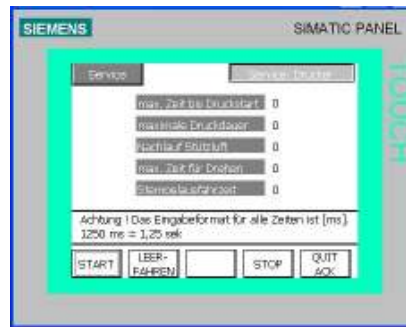 SIEMENS
SIMATIC PANEL
TOUCH
Service
Service Drucker
max. Zeit bis Druckstart 0
maximale Druckdauer 0
Nachlauf Stützluft 0
max. Zeit für Drehen 0
Stempelausfahrzeit 0
Achtung ! Das Eingabeformat für alle Zeiten ist [ms].
1250 ms = 1,25 sek
START
LEER-
FAHREN
STOP
QUIT
ACK